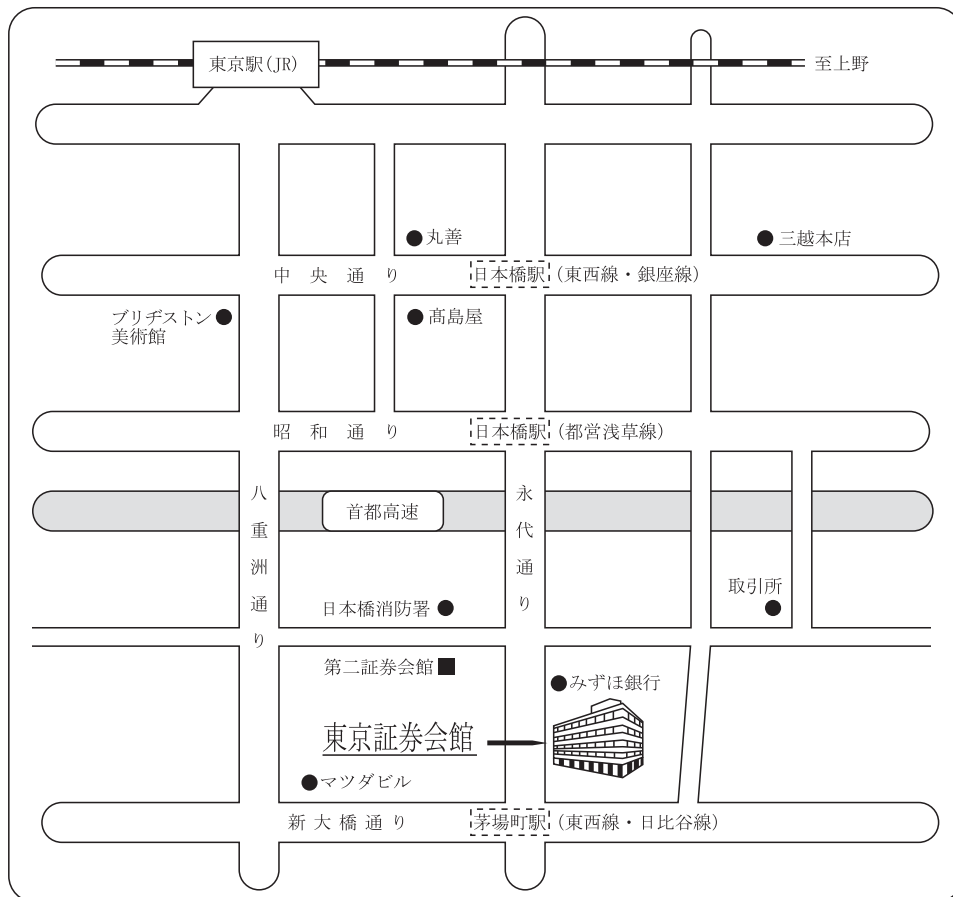 東京駅(JR)
至上野
丸善
三越本店
中央通り
日本橋駅
(東西線・銀座線)
ブリヂストン
美術館
髙島屋
昭和通り
日本橋駅
(都営浅草線)
八重洲通り
首都高速
永代通り
取引所
日本橋消防署
第二証券会館
みずほ銀行
東京証券会館
マツダビル
新大橋通り
茅場町駅
(東西線・日比谷線)